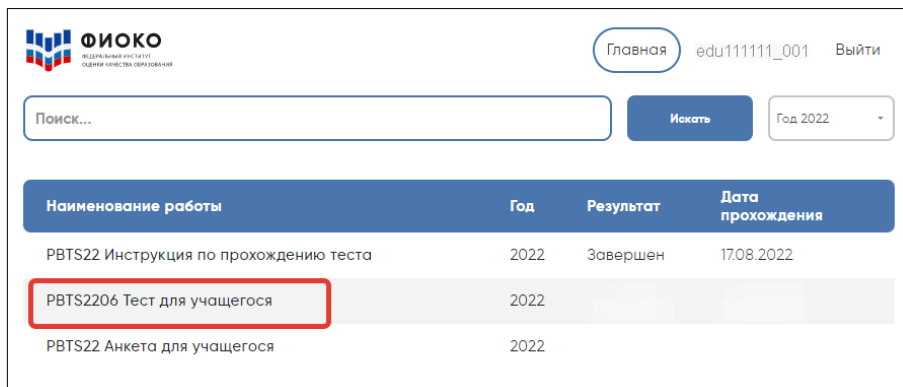 ФИОКО
ФЕДЕРАЛЬНЫЙ ИНСТИТУТ
ОЦЕНКИ КАЧЕСТВА ОБРАЗОВАНИЯ
Главная edu111111_001 Выйти
Поиск... Искать Год 2022
Наименование работы Год Результат Дата прохождения
PBTS22 Инструкция по прохождению теста 2022 Завершен 17.08.2022
PBTS2206 Тест для учащегося 2022
PBTS22 Анкета для учащегося 2022